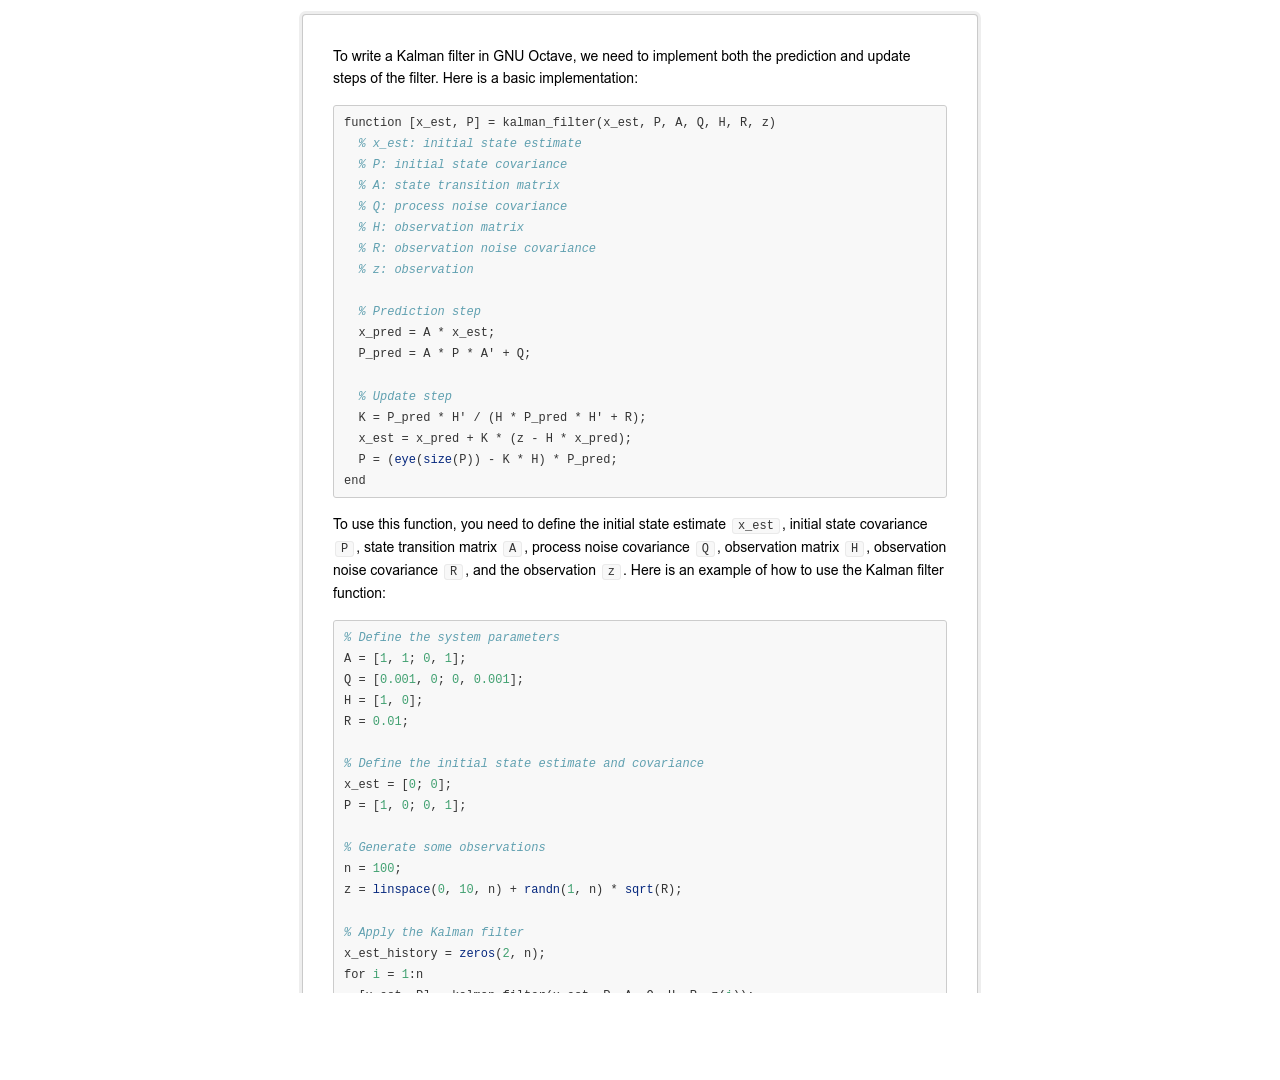 To write a Kalman filter in GNU Octave, we need to implement both the prediction and update
steps of the filter. Here is a basic implementation:
function [x_est, P] = kalman_filter(x_est, P, A, Q, H, R, z)
  % x_est: initial state estimate
  % P: initial state covariance
  % A: state transition matrix
  % Q: process noise covariance
  % H: observation matrix
  % R: observation noise covariance
  % z: observation
  % Prediction step
  x_pred = A * x_est;
  P_pred = A * P * A' + Q;
  % Update step
  K = P_pred * H' / (H * P_pred * H' + R);
  x_est = x_pred + K * (z - H * x_pred);
  P = (eye(size(P)) - K * H) * P_pred;
end
To use this function, you need to define the initial state estimate x_est, initial state covariance
P, state transition matrix A, process noise covariance Q, observation matrix H, observation
noise covariance R, and the observation z. Here is an example of how to use the Kalman filter
function:
% Define the system parameters
A = [1, 1; 0, 1];
Q = [0.001, 0; 0, 0.001];
H = [1, 0];
R = 0.01;
% Define the initial state estimate and covariance
x_est = [0; 0];
P = [1, 0; 0, 1];
% Generate some observations
n = 100;
z = linspace(0, 10, n) + randn(1, n) * sqrt(R);
% Apply the Kalman filter
x_est_history = zeros(2, n);
for i = 1:n